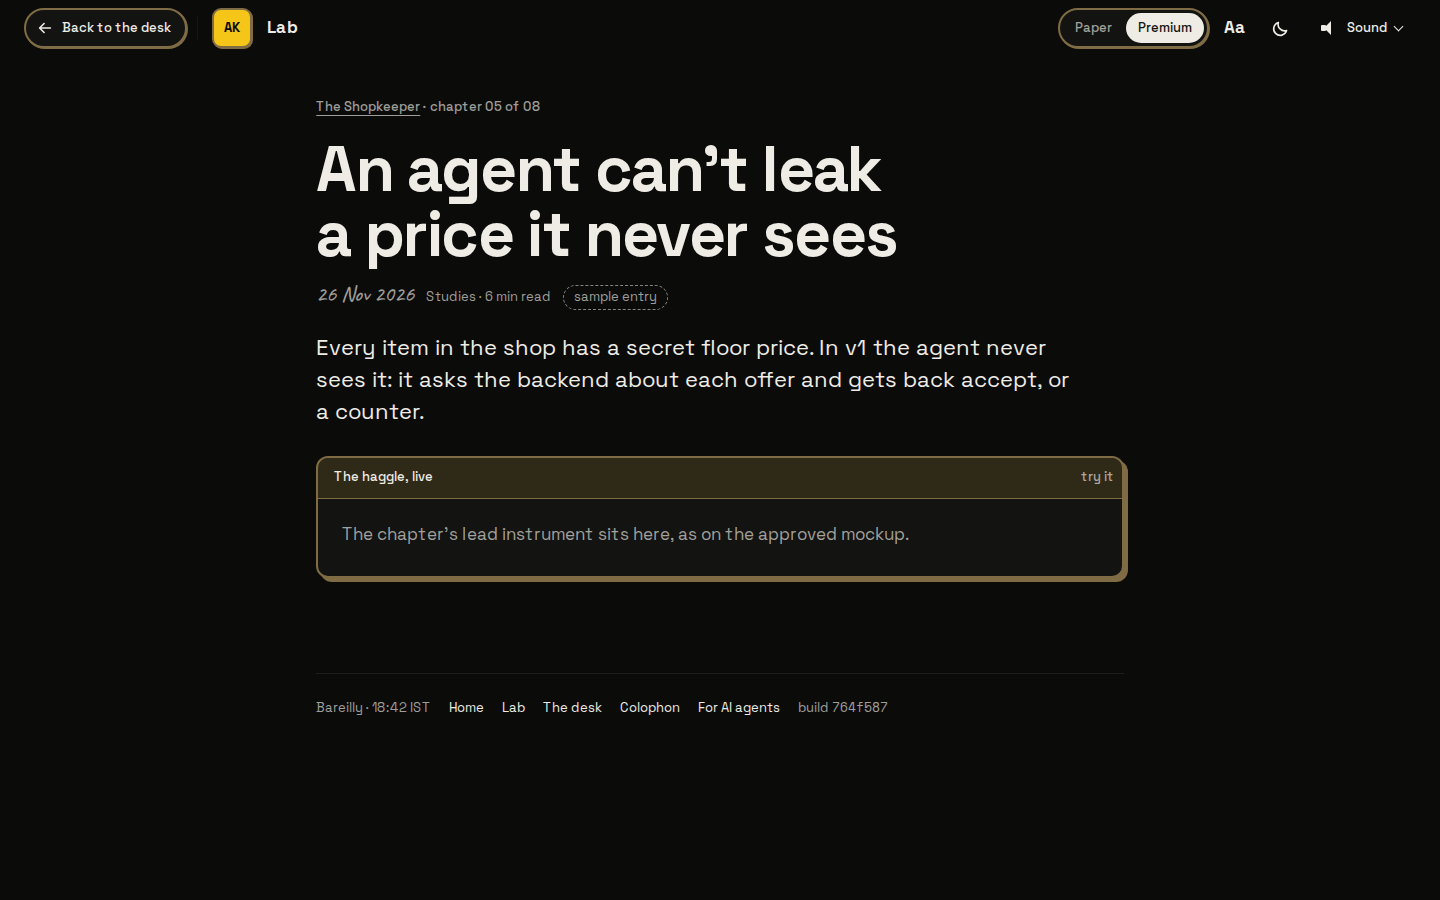 Back to the desk
AK
Lab
Paper
Premium
Aa
Sound
The Shopkeeper · chapter 05 of 08
An agent can’t leak
a price it never sees
26 Nov 2026 Studies · 6 min read sample entry
Every item in the shop has a secret floor price. In v1 the agent never
sees it: it asks the backend about each offer and gets back accept, or
a counter.
The haggle, live
try it
The chapter’s lead instrument sits here, as on the approved mockup.
Bareilly · 18:42 IST Home Lab The desk Colophon For AI agents build 764f587